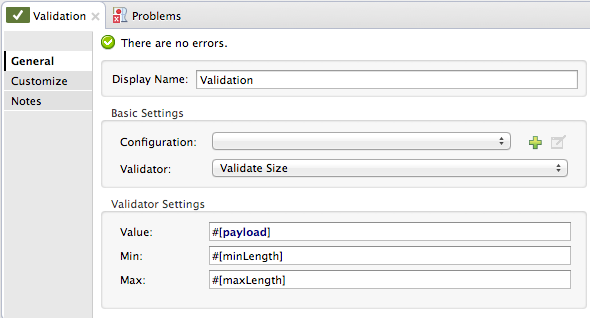 Validation
Problems
There are no errors.
General
Customize
Notes
Display Name: Validation
Basic Settings
Configuration:
Validator: Validate Size
Validator Settings
Value: #[payload]
Min: #[minLength]
Max: #[maxLength]